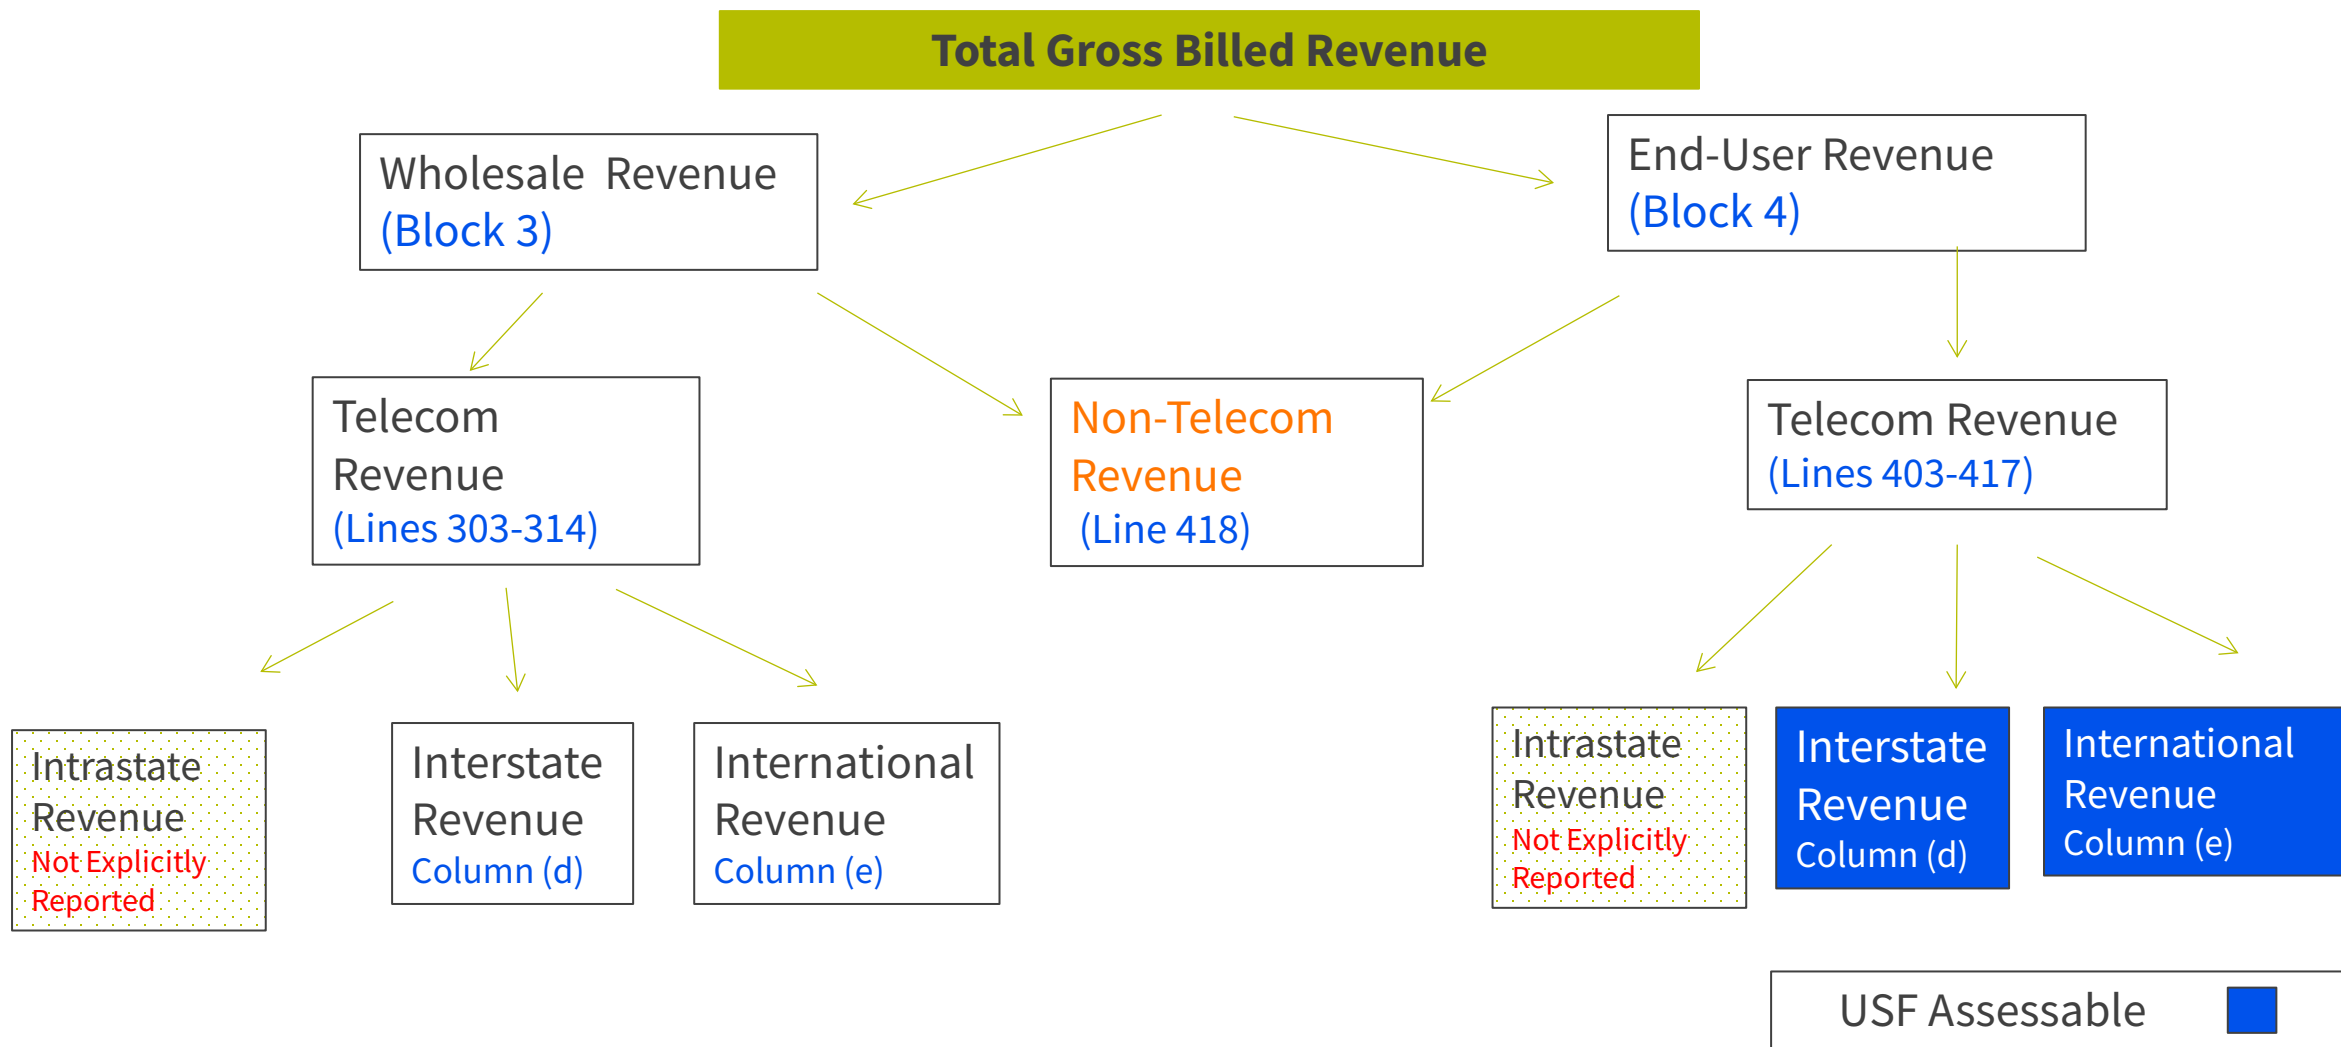 Total Gross Billed Revenue
Wholesale  Revenue
(Block 3)
End-User Revenue
(Block 4)
Telecom
Revenue
(Lines 303-314)
Non-Telecom
Revenue
(Line 418)
Telecom Revenue
(Lines 403-417)
Intrastate
Revenue
Not Explicitly
Reported
Interstate
Revenue
Column (d)
International
Revenue
Column (e)
Intrastate
Revenue
Not Explicitly
Reported
Interstate
Revenue
Column (d)
International
Revenue
Column (e)
USF Assessable